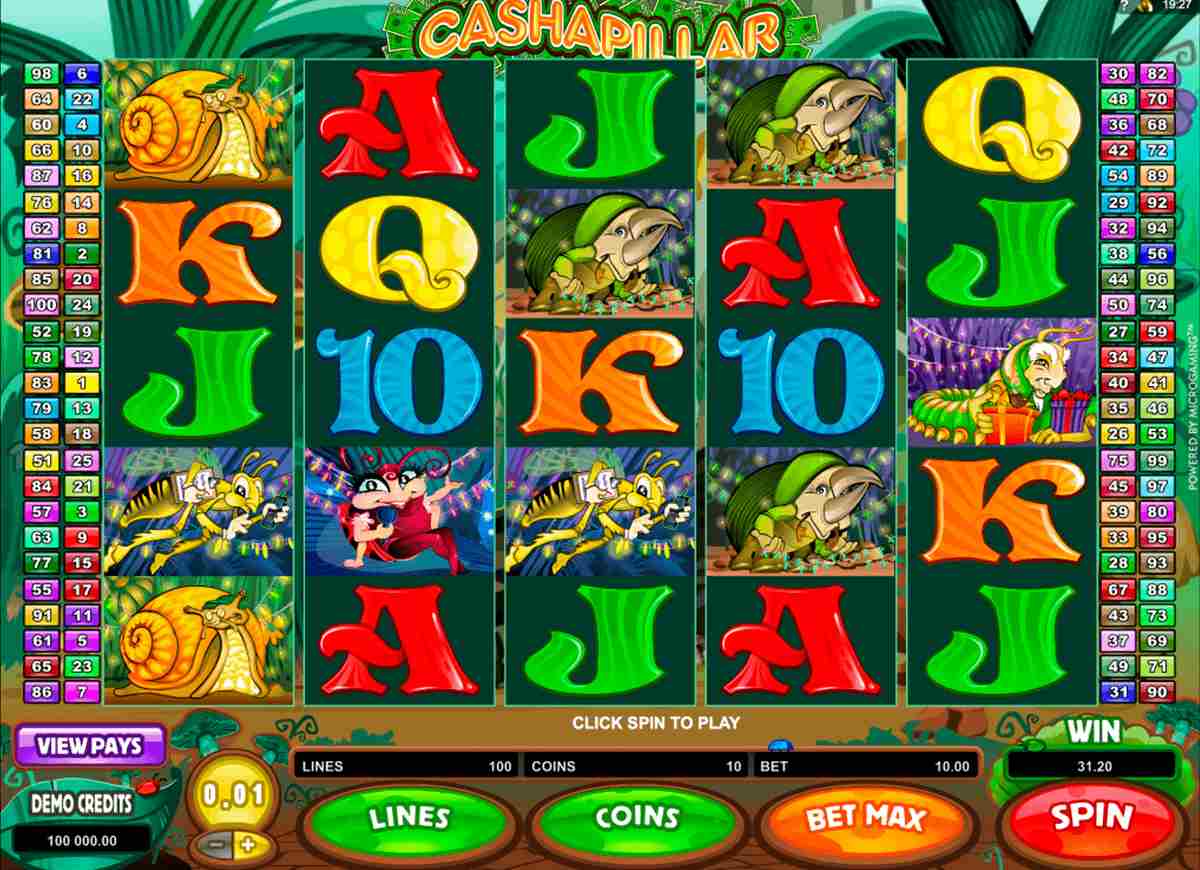 CASHAPILLAR
? 19:27
98 6 30 82
64 22 A J Q 48 70
60 4 36 68
66 10 42 72
87 16 54 89
76 14 29 92
62 8 K Q A J 32 94
81 2 38 56
85 20 44 96
100 24 50 74
52 19 27 59
78 12 34 47
83 1 J 10 K 10 40 41
79 13 35 46
58 18 26 53
51 25 75 99
84 21 45 97
57 3 K 39 80
63 9 33 95
77 15 28 93
55 17 67 88
91 11 43 73
61 5 A J A J 37 69
65 23 49 71
86 7 31 90
POWERED BY MICROGAMING™
CLICK SPIN TO PLAY
VIEW PAYS
WIN
LINES 100 COINS 10 BET 10.00 31.20
DEMO CREDITS
0.01
LINES COINS BET MAX SPIN
100 000.00
- +